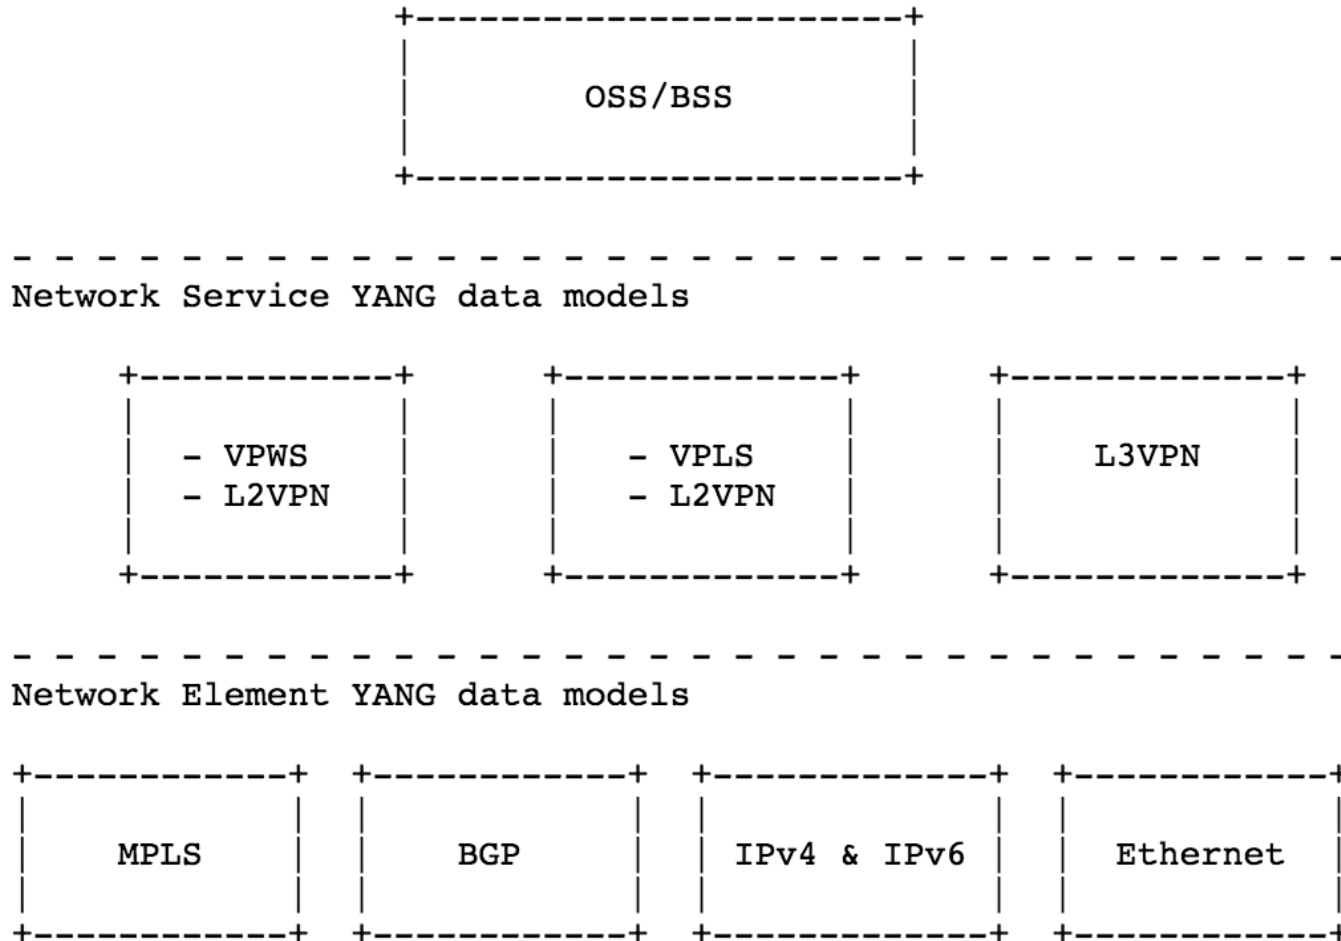 OSS/BSS
Network Service YANG data models
- VPWS - VPLS L3VPN
- L2VPN - L2VPN
Network Element YANG data models
MPLS BGP IPv4 & IPv6 Ethernet